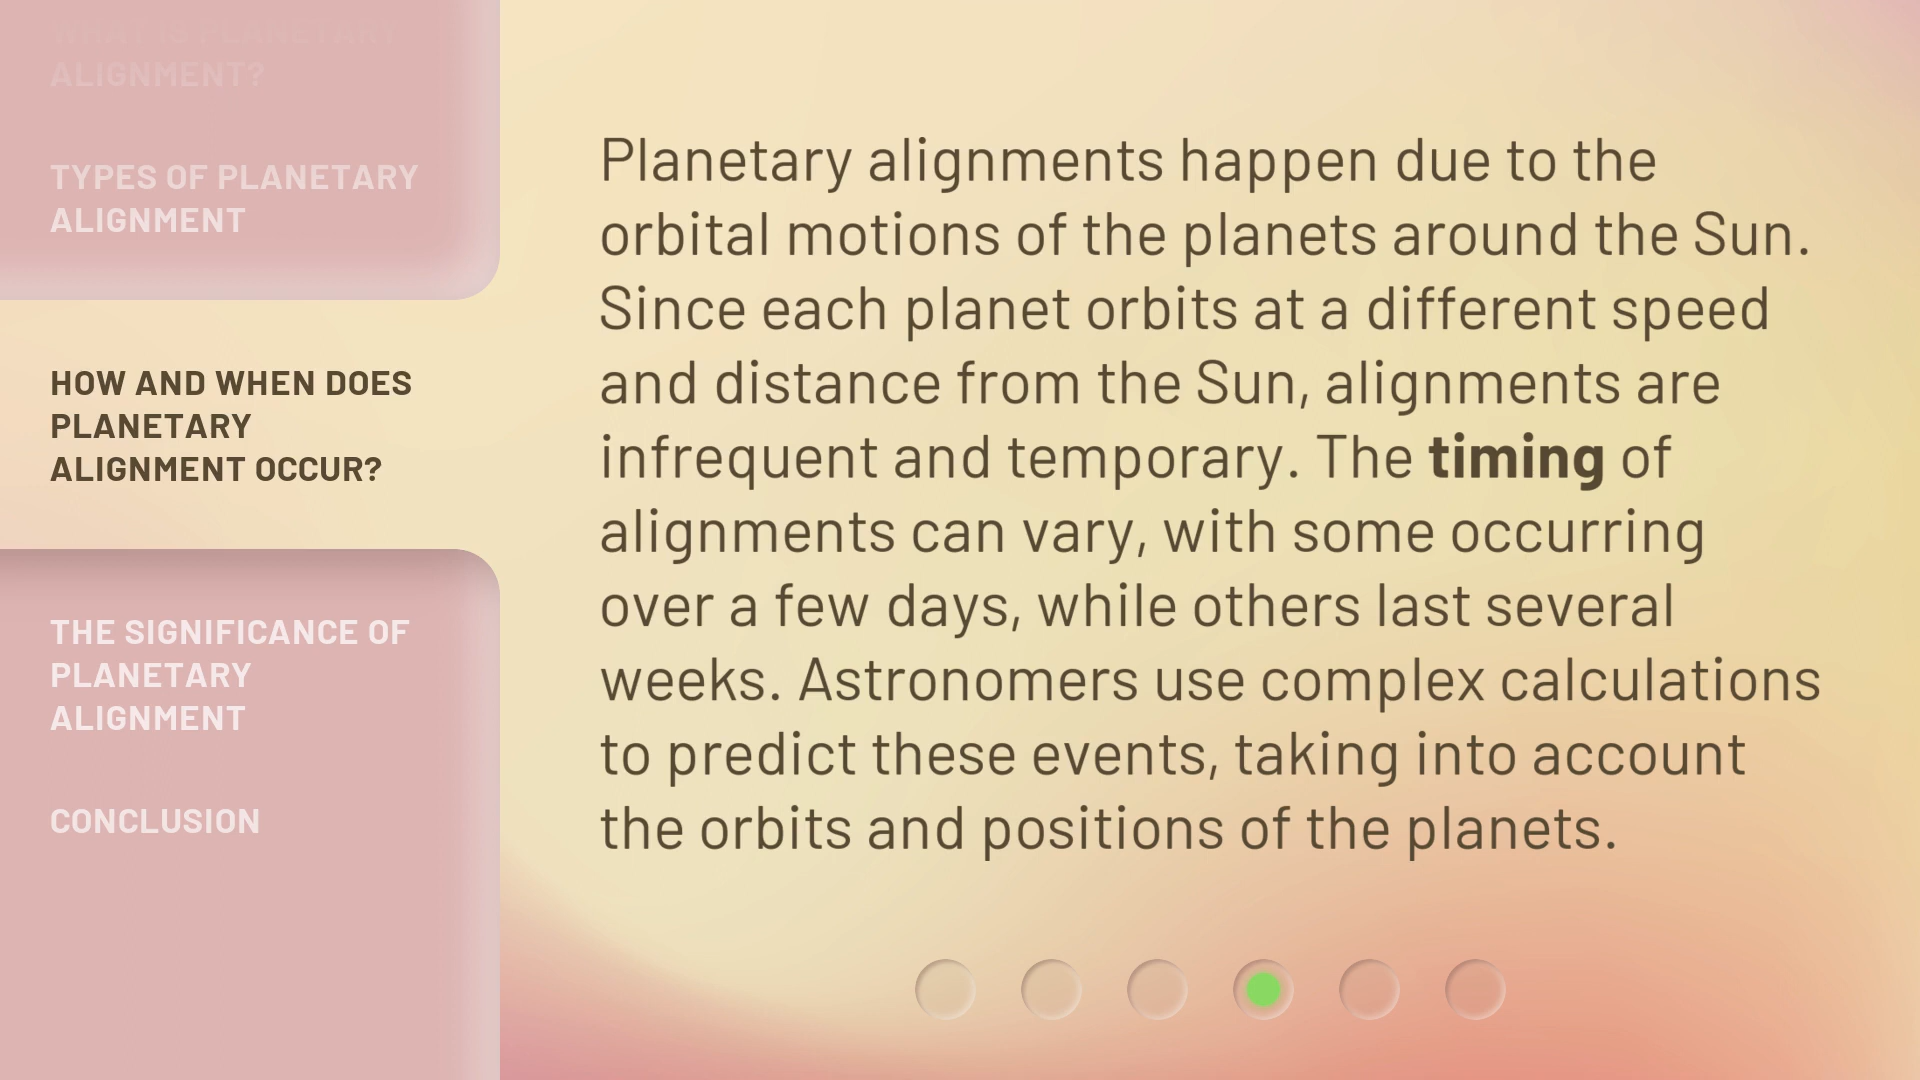 WHAT IS PLANETARY
ALIGNMENT?
TYPES OF PLANETARY
ALIGNMENT
HOW AND WHEN DOES
PLANETARY
ALIGNMENT OCCUR?
THE SIGNIFICANCE OF
PLANETARY
ALIGNMENT
CONCLUSION
Planetary alignments happen due to the
orbital motions of the planets around the Sun.
Since each planet orbits at a different speed
and distance from the Sun, alignments are
infrequent and temporary. The timing of
alignments can vary, with some occurring
over a few days, while others last several
weeks. Astronomers use complex calculations
to predict these events, taking into account
the orbits and positions of the planets.